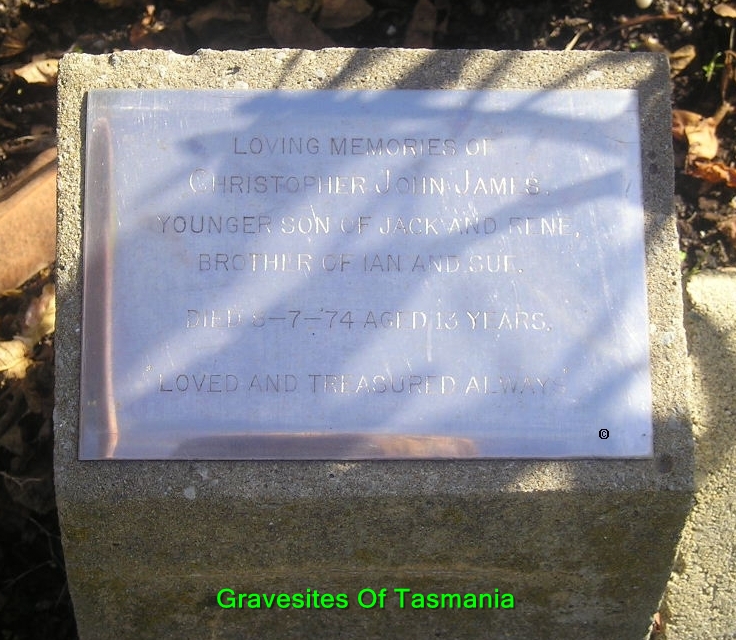 LOVING MEMORIES OF
CHRISTOPHER JOHN JAMES.
YOUNGER SON OF JACK AND RENE,
BROTHER OF IAN AND SUE.
DIED 5-7-'74 AGED 13 YEARS.
'LOVED AND TREASURED ALWAYS'
©
Gravesites Of Tasmania